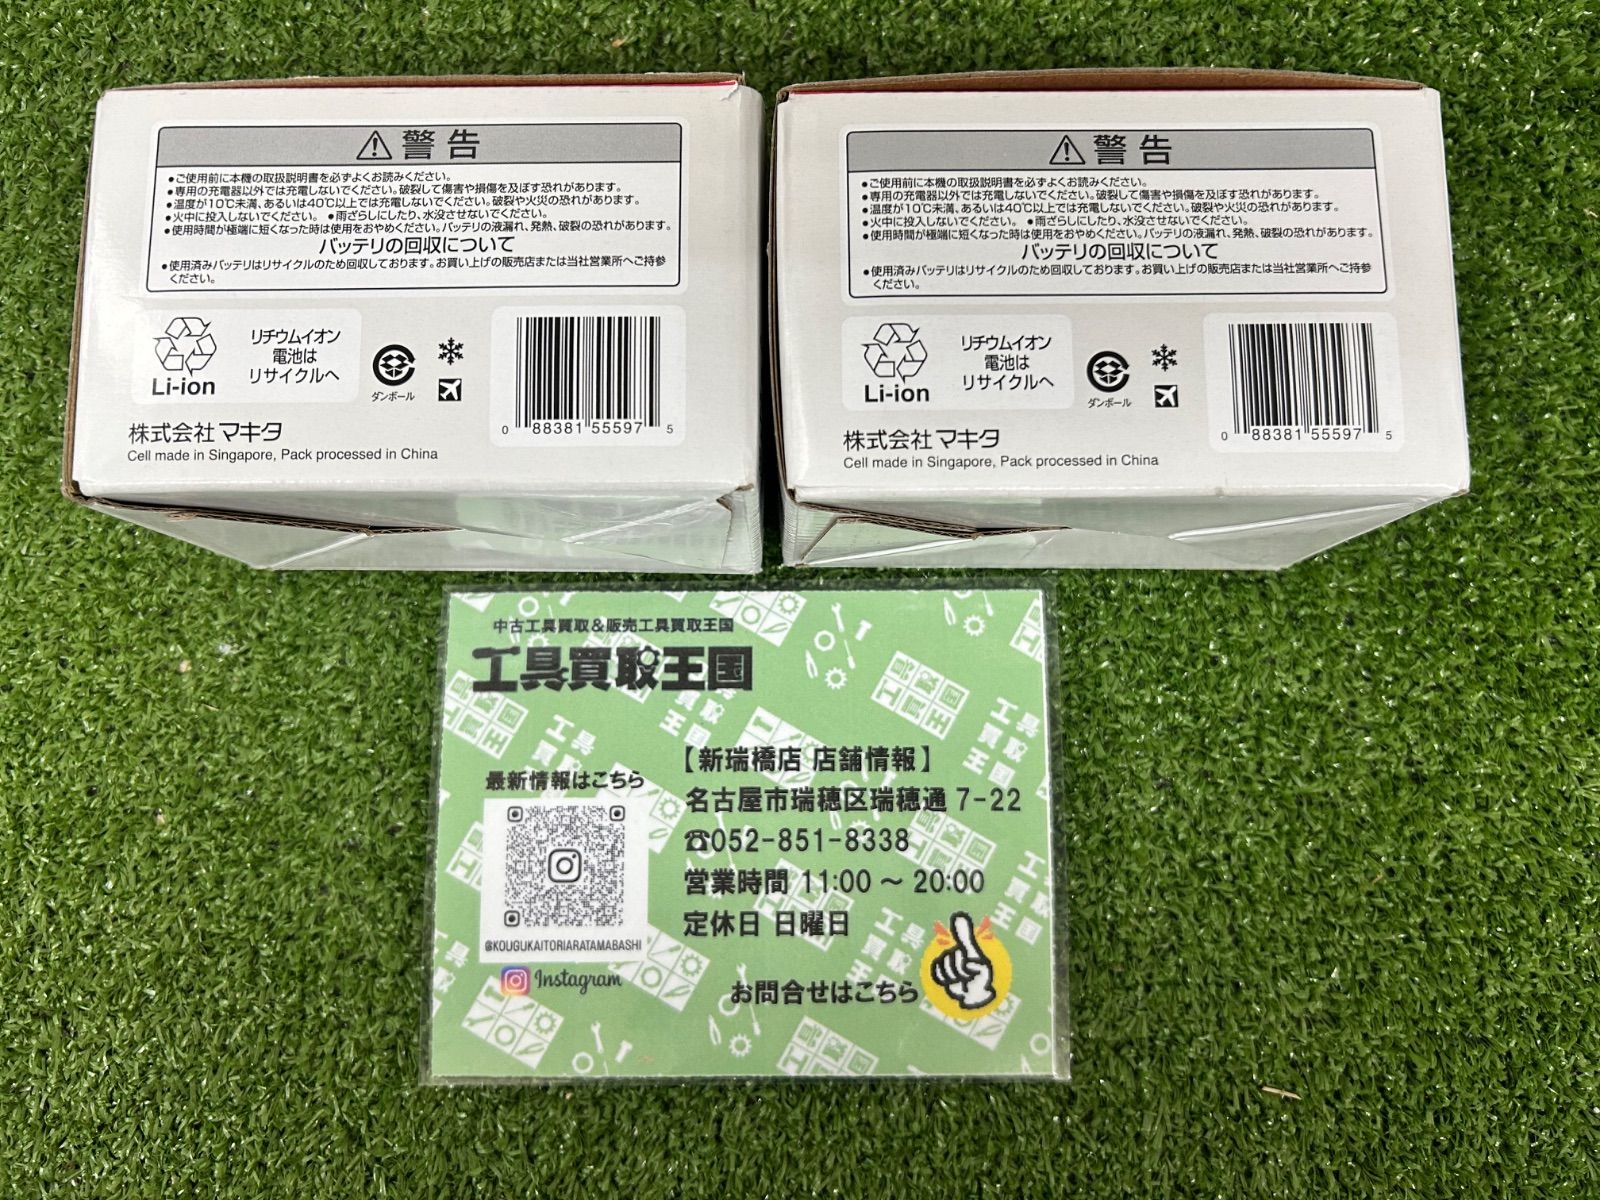 警告
●ご使用前に本機の取扱説明書を必ずよくお読みください。
●専用の充電器以外では充電しないでください。破裂して傷害や損傷を及ぼす恐れがあります。
●温度が10℃未満、あるいは40℃以上では充電しないでください。破裂や火災の恐れがあります。
●火中に投入しないでください。 ●雨ざらしにしたり、水没させないでください。
●使用時間が極端に短くなった時は使用をおやめください。バッテリの液漏れ、発熱、破裂の恐れがあります。
バッテリの回収について
●使用済みバッテリはリサイクルのため回収しております。お買い上げの販売店または当社営業所へご持参
ください。
Li-ion
リチウムイオン
電池は
リサイクルへ
ダンボール
0 88381 55597 5
株式会社 マキタ
Cell made in Singapore, Pack processed in China
警告
●ご使用前に本機の取扱説明書を必ずよくお読みください。
●専用の充電器以外では充電しないでください。破裂して傷害や損傷を及ぼす恐れがあります。
●温度が10℃未満、あるいは40℃以上では充電しないでください。破裂や火災の恐れがあります。
●火中に投入しないでください。 ●雨ざらしにしたり、水没させないでください。
●使用時間が極端に短くなった時は使用をおやめください。バッテリの液漏れ、発熱、破裂の恐れがあります。
バッテリの回収について
●使用済みバッテリはリサイクルのため回収しております。お買い上げの販売店または当社営業所へご持参
ください。
Li-ion
リチウムイオン
電池は
リサイクルへ
ダンボール
0 88381 55597 5
株式会社 マキタ
Cell made in Singapore, Pack processed in China
中古工具買取&販売工具買取王国
工具買取王国
最新情報はこちら
@KOUGUKAITORIARATAMABASHI
Instagram
【新瑞橋店 店舗情報】
名古屋市瑞穂区瑞穂通 7-22
☎052-851-8338
営業時間 11:00 ～ 20:00
定休日 日曜日
お問合せはこちら